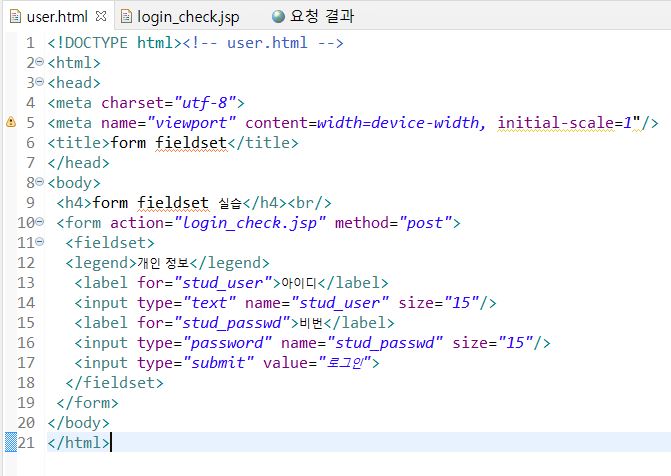 user.html login_check.jsp 요청 결과
1 <!DOCTYPE html><!-- user.html -->
2 <html>
3 <head>
4 <meta charset="utf-8">
5 <meta name="viewport" content=width=device-width, initial-scale=1"/>
6 <title>form fieldset</title>
7 </head>
8 <body>
9 <h4>form fieldset 실습</h4><br/>
10 <form action="login_check.jsp" method="post">
11 <fieldset>
12 <legend>개인 정보</legend>
13 <label for="stud_user">아이디</label>
14 <input type="text" name="stud_user" size="15"/>
15 <label for="stud_passwd">비번</label>
16 <input type="password" name="stud_passwd" size="15"/>
17 <input type="submit" value="로그인">
18 </fieldset>
19 </form>
20 </body>
21 </html>